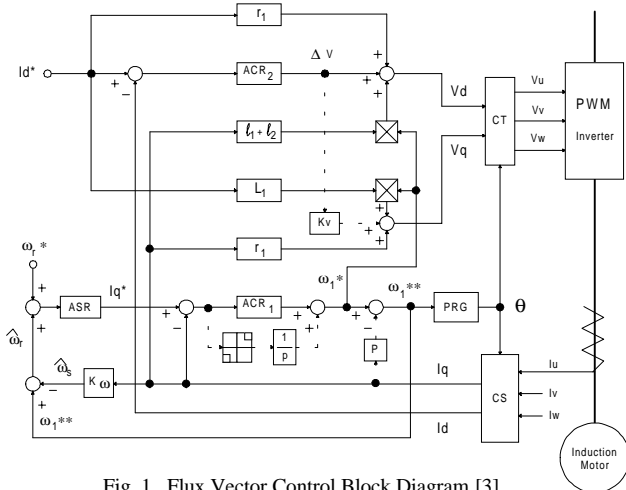 r1
Id*
+
−
ACR2
Δ V
+
+
+
Vd
CT
Vu
Vv
Vw
PWM
Inverter
ℓ1 + ℓ2
Vq
L1
Kv
+
−
+
+
r1
ωr *
+
+
ASR
Iq*
+
−
ACR1
+
+
ω1*
+
−
ω1**
PRG
θ
1
p
P
ω̂r
ω̂s
−
+
K ω
ω1**
Iq
Id
CS
Iu
Iv
Iw
Induction
Motor
Fig. 1. Flux Vector Control Block Diagram [3]